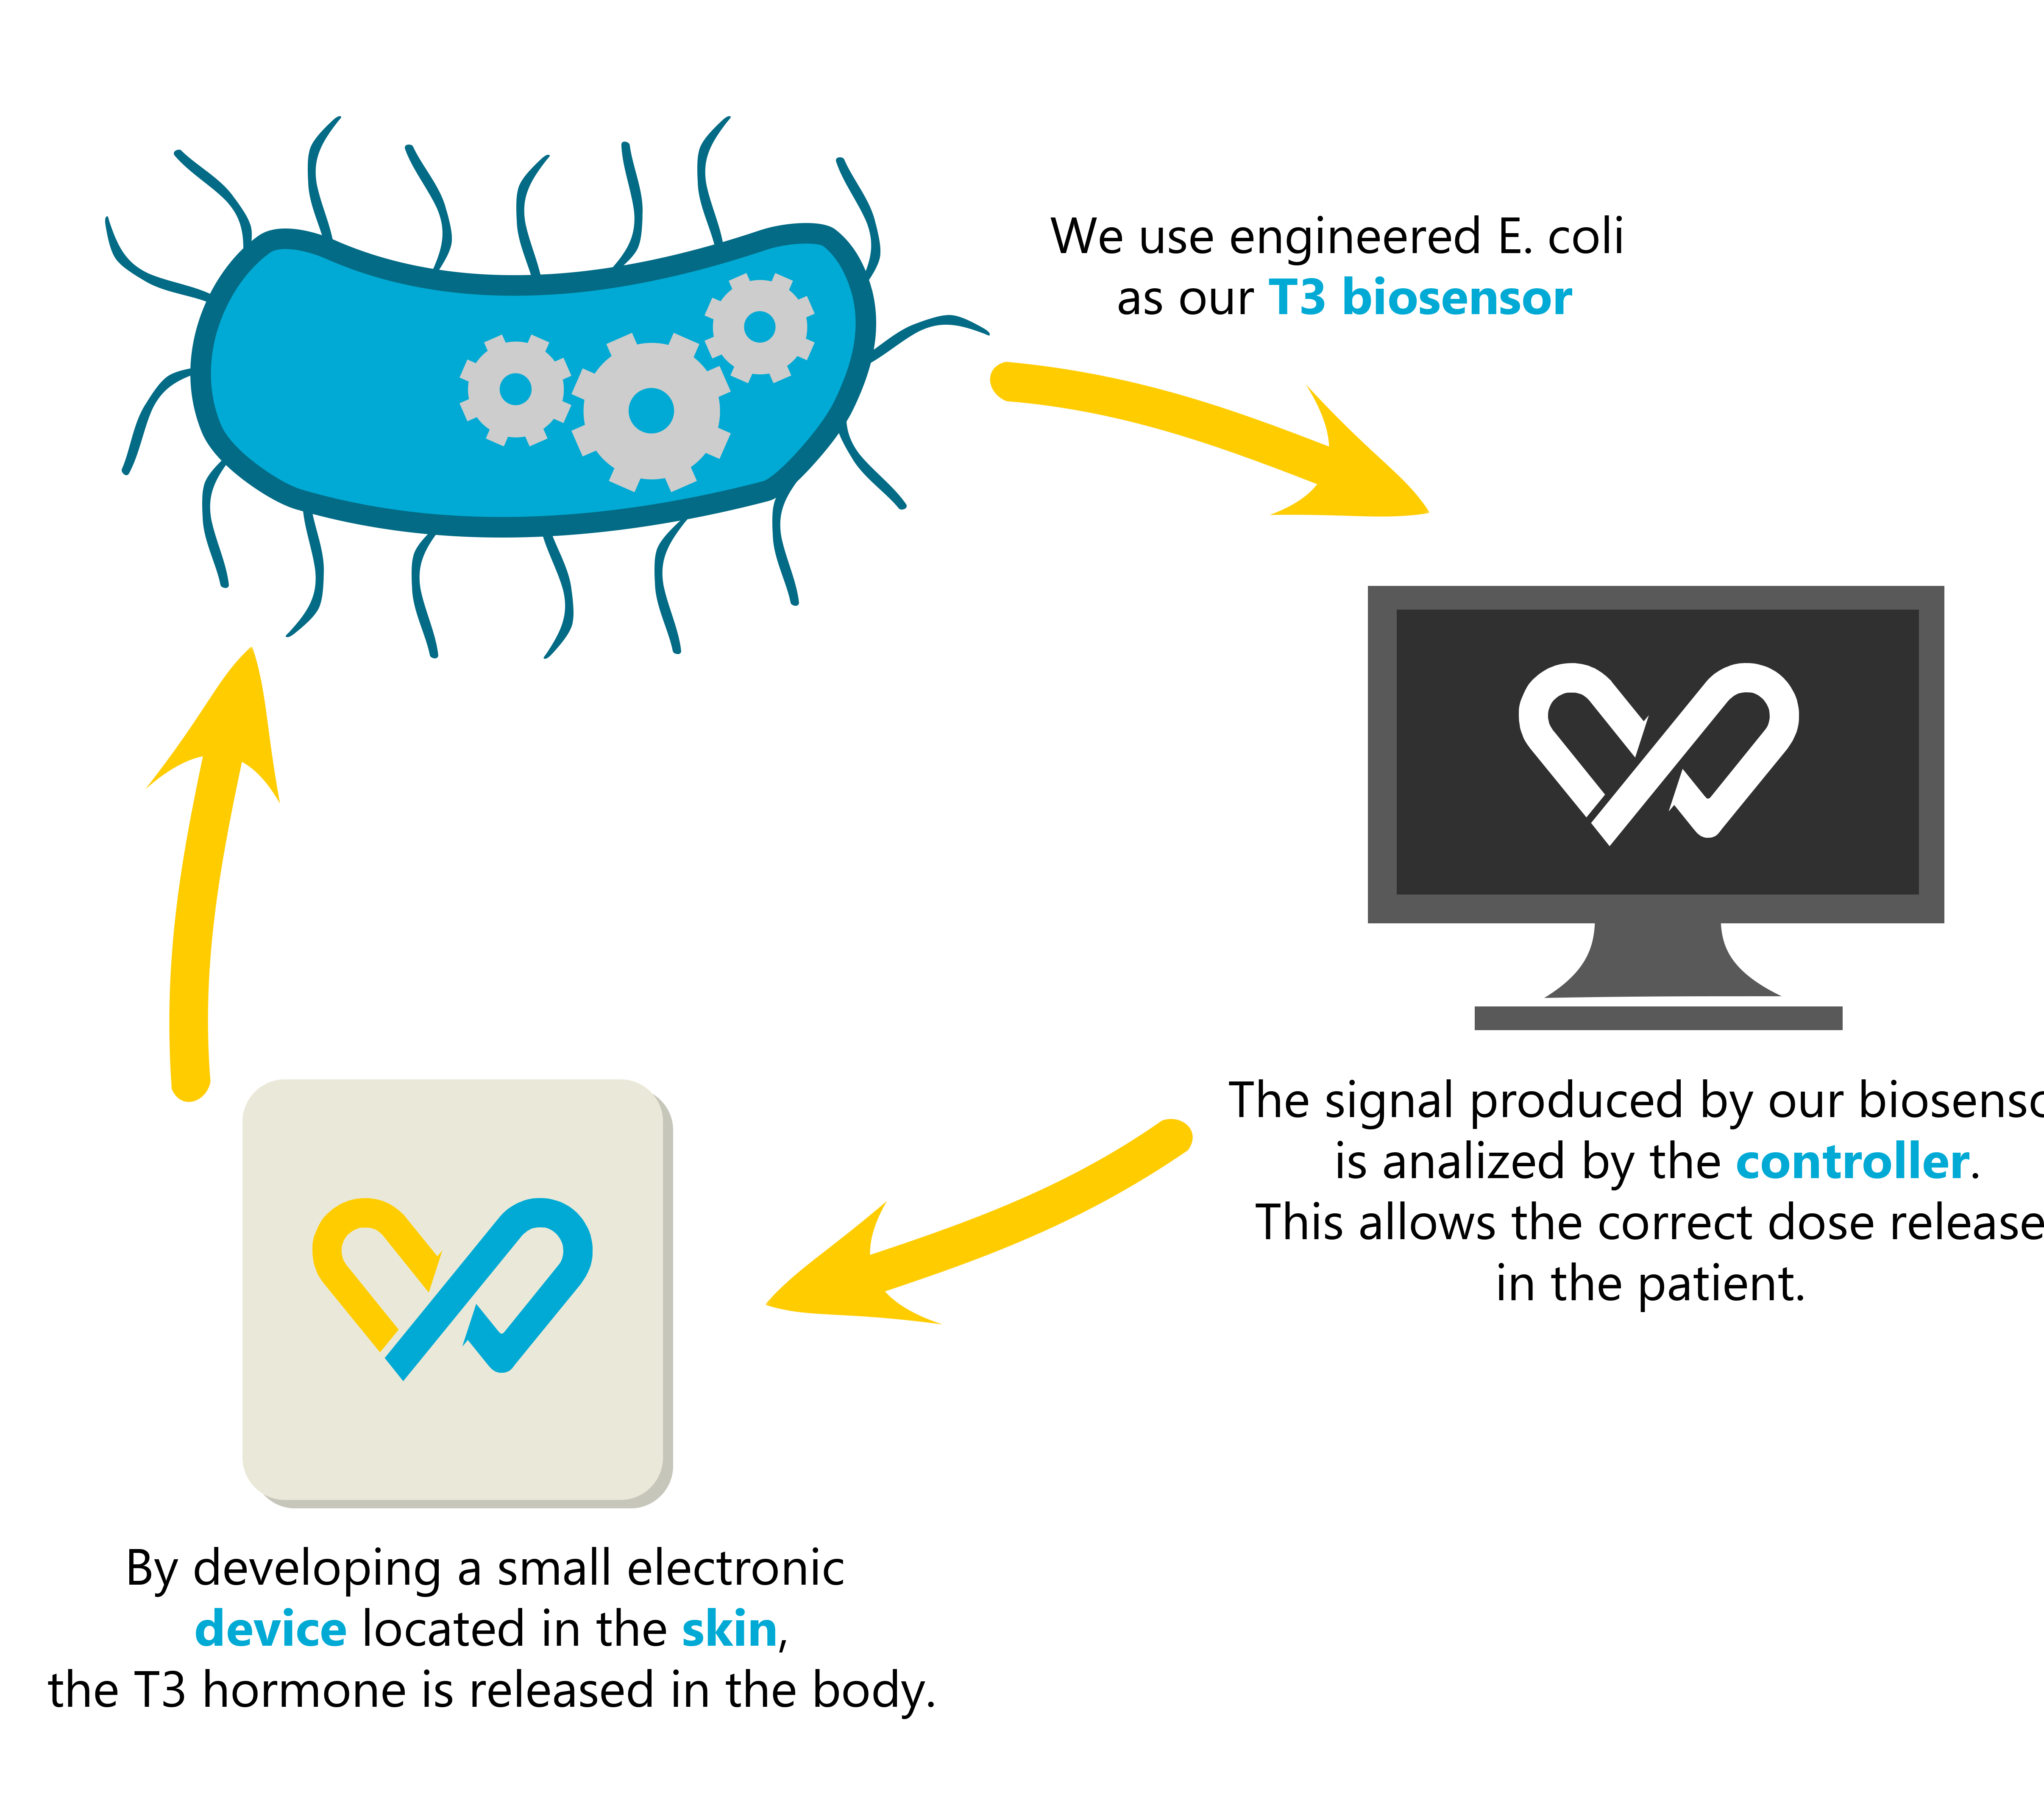 We use engineered E. coli
as our T3 biosensor
The signal produced by our biosenso
is analized by the controller.
This allows the correct dose release
in the patient.
By developing a small electronic
device located in the skin,
the T3 hormone is released in the body.